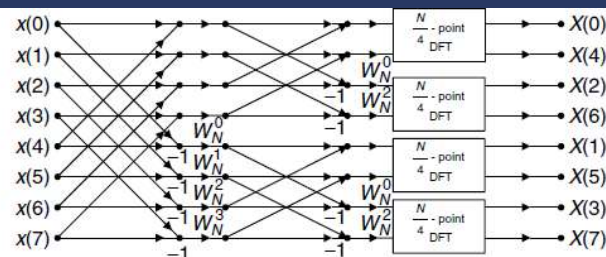 x(0) N/4 - point DFT X(0)
x(1) X(4)
W_N^0
x(2) N/4 - point DFT X(2)
W_N^2
-1
x(3) X(6)
W_N^0 -1
x(4) N/4 - point DFT X(1)
-1 W_N^1
x(5) X(5)
-1 W_N^2 W_N^0
x(6) N/4 - point DFT X(3)
-1 W_N^3 -1 W_N^2
x(7) X(7)
-1 -1